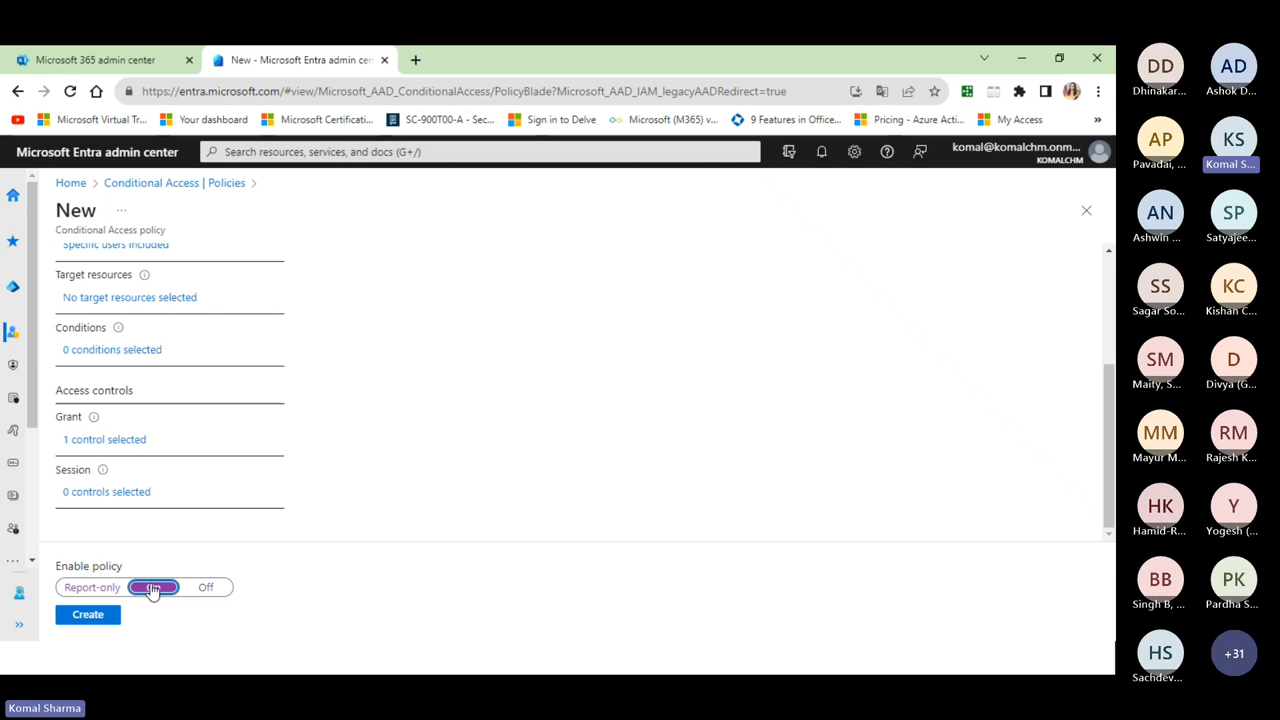 Microsoft 365 admin center
New - Microsoft Entra admin cen
https://entra.microsoft.com/#view/Microsoft_AAD_ConditionalAccess/PolicyBlade?Microsoft_AAD_IAM_legacyAADRedirect=true
Microsoft Virtual Tr... Your dashboard Microsoft Certificati... SC-900T00-A - Sec... Sign in to Delve Microsoft (M365) v... 9 Features in Office... Pricing - Azure Acti... My Access
Microsoft Entra admin center
Search resources, services, and docs (G+/)
komal@komalchm.onm...
KOMALCHM
Home > Conditional Access | Policies >
New ...
Conditional Access policy
Specific users included
Target resources
No target resources selected
Conditions
0 conditions selected
Access controls
Grant
1 control selected
Session
0 controls selected
Enable policy
Report-only On Off
Create
DD
Dhinakar...
AD
Ashok D...
AP
Pavadai, ...
KS
Komal S...
AN
Ashwin ...
SP
Satyajee...
SS
Sagar So...
KC
Kishan C...
SM
Maity, S...
D
Divya (G...
MM
Mayur M...
RM
Rajesh K...
HK
Hamid-R...
Y
Yogesh (...
BB
Singh B, ...
PK
Pardha S...
HS
Sachdev...
+31
Komal Sharma